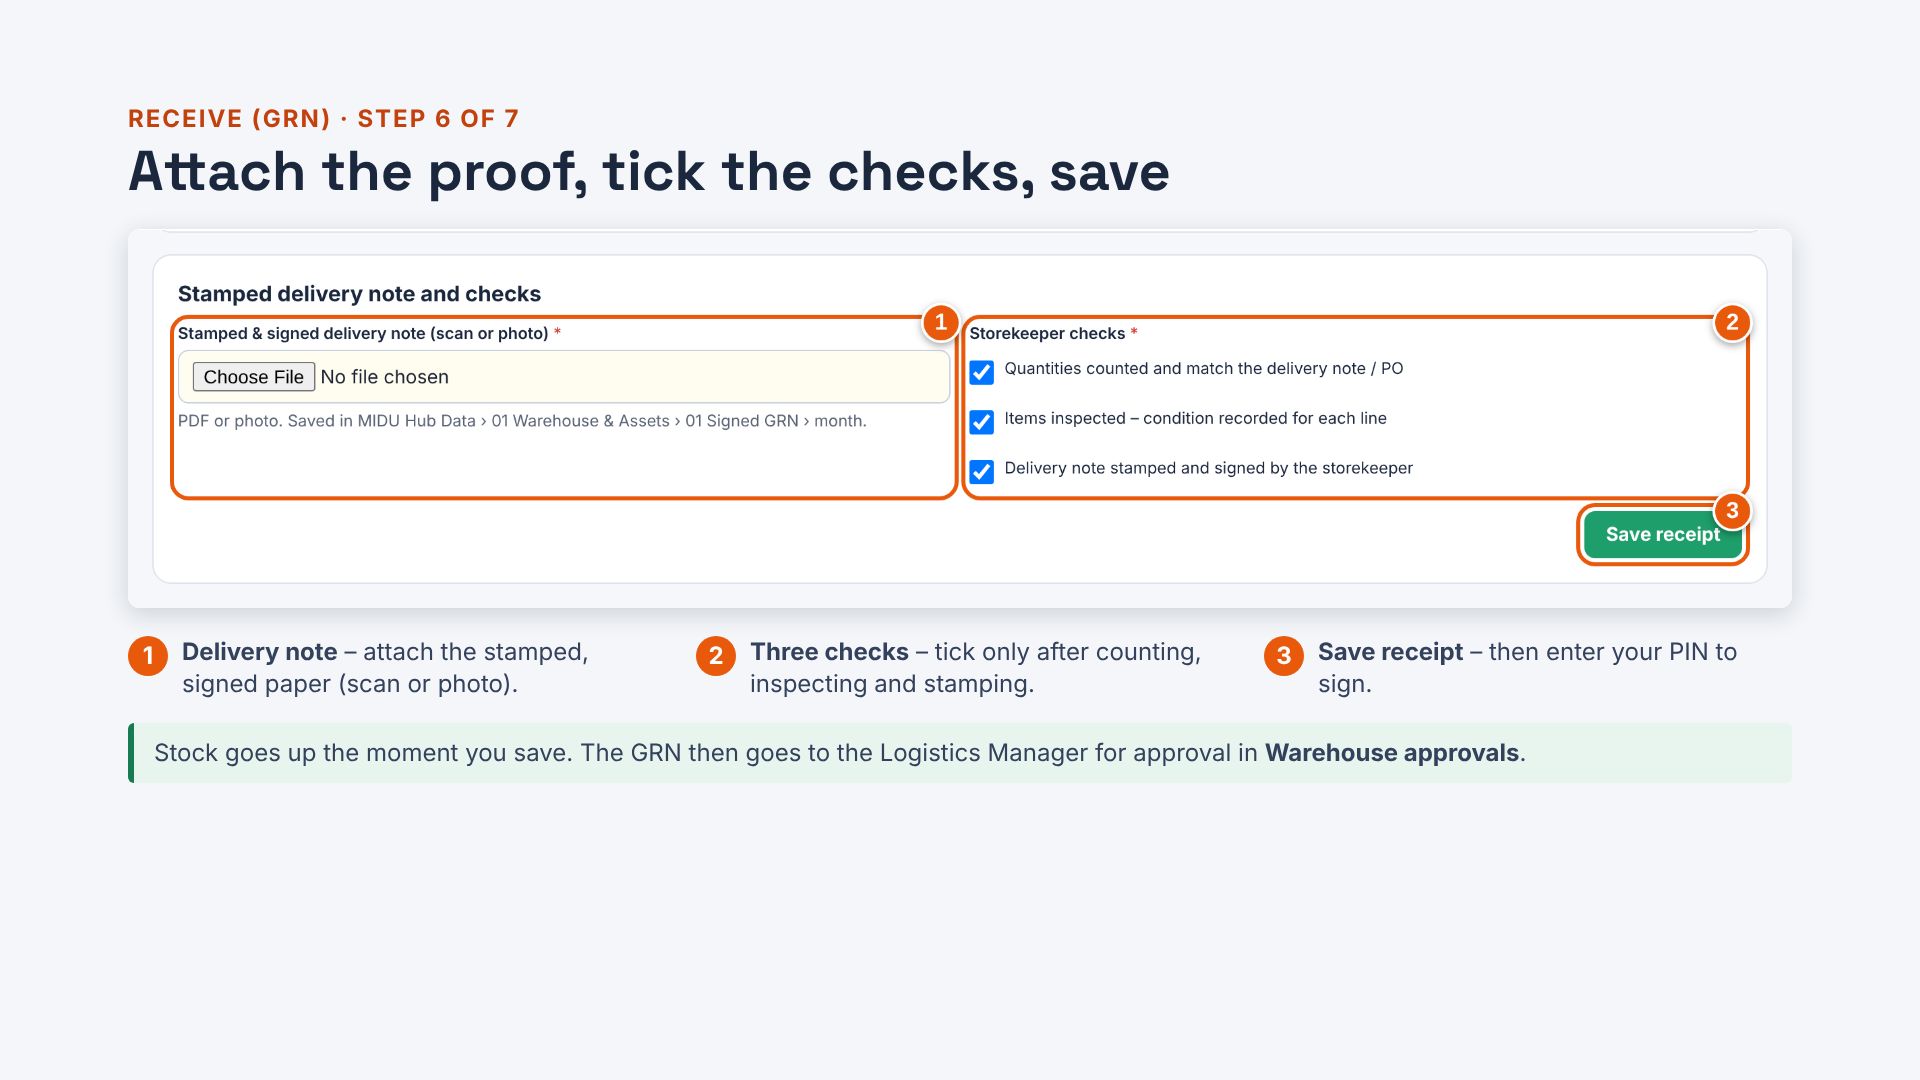 RECEIVE (GRN) · STEP 6 OF 7
Attach the proof, tick the checks, save
Stamped delivery note and checks
Stamped & signed delivery note (scan or photo) *
1
Choose File No file chosen
PDF or photo. Saved in MIDU Hub Data › 01 Warehouse & Assets › 01 Signed GRN › month.
Storekeeper checks *
2
Quantities counted and match the delivery note / PO
Items inspected – condition recorded for each line
Delivery note stamped and signed by the storekeeper
3
Save receipt
1 Delivery note – attach the stamped,
signed paper (scan or photo).
2 Three checks – tick only after counting,
inspecting and stamping.
3 Save receipt – then enter your PIN to
sign.
Stock goes up the moment you save. The GRN then goes to the Logistics Manager for approval in Warehouse approvals.